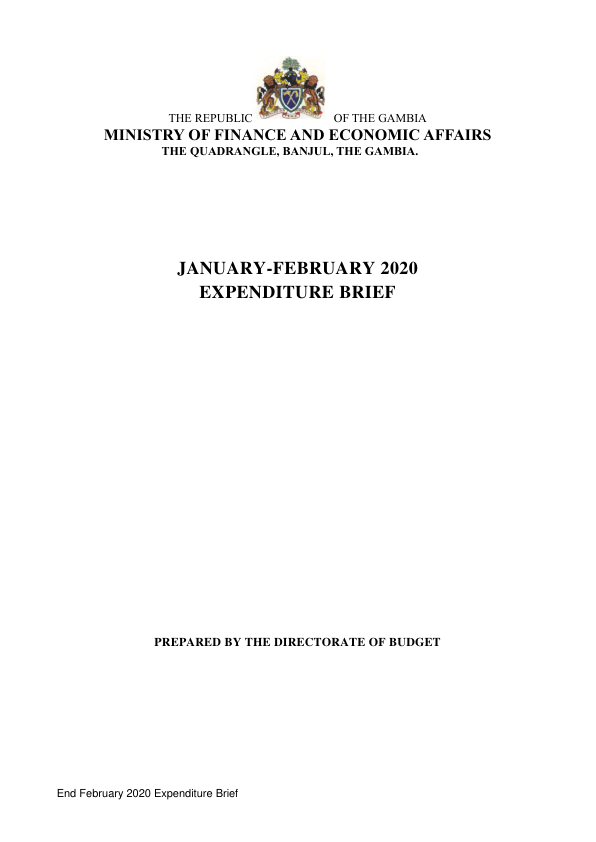 THE REPUBLIC OF THE GAMBIA
MINISTRY OF FINANCE AND ECONOMIC AFFAIRS
THE QUADRANGLE, BANJUL, THE GAMBIA.
JANUARY-FEBRUARY 2020
EXPENDITURE BRIEF
PREPARED BY THE DIRECTORATE OF BUDGET
End February 2020 Expenditure Brief